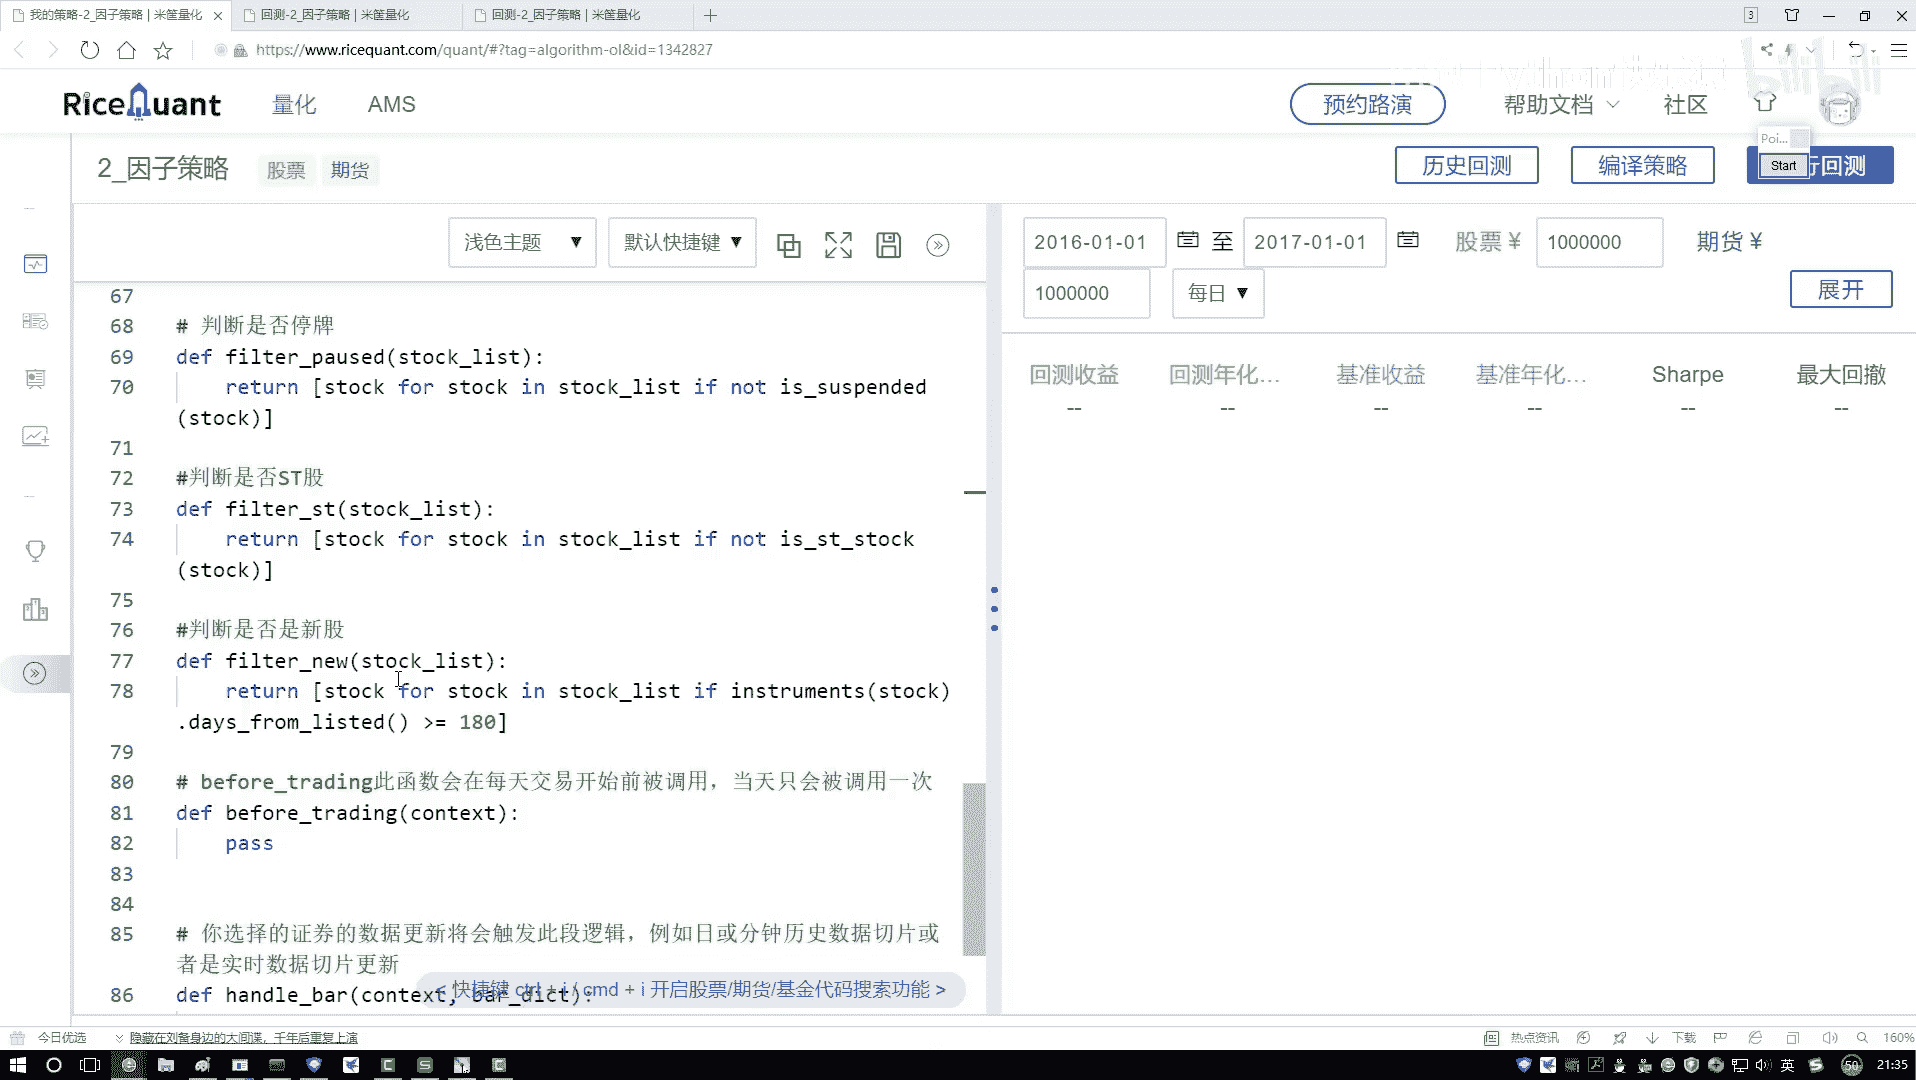 我的策略-2_因子策略 | 米筐量化
回测-2_因子策略 | 米筐量化
回测-2_因子策略 | 米筐量化
3
https://www.ricequant.com/quant/#?tag=algorithm-ol&id=1342827
RiceQuant
量化
AMS
预约路演
帮助文档
社区
bilibili
Poi...
Start
2_因子策略
股票
期货
历史回测
编译策略
行回测
浅色主题 ▼
默认快捷键 ▼
2016-01-01
至
2017-01-01
股票 ¥
1000000
期货 ¥
1000000
每日 ▼
展开
回测收益
回测年化...
基准收益
基准年化...
Sharpe
最大回撤
--
--
--
--
--
--
67
68 # 判断是否停牌
69 def filter_paused(stock_list):
70 return [stock for stock in stock_list if not is_suspended
(stock)]
71
72 #判断是否ST股
73 def filter_st(stock_list):
74 return [stock for stock in stock_list if not is_st_stock
(stock)]
75
76 #判断是否是新股
77 def filter_new(stock_list):
78 return [stock for stock in stock_list if instruments(stock)
.days_from_listed() >= 180]
79
80 # before_trading此函数会在每天交易开始前被调用，当天只会被调用一次
81 def before_trading(context):
82 pass
83
84
85 # 你选择的证券的数据更新将会触发此段逻辑，例如日或分钟历史数据切片或
者是实时数据切片更新
86 def handle_bar(context, bar_dict):
< 快捷键 ctrl + i / cmd + i 开启股票/期货/基金代码搜索功能 >
今日优选
隐藏在刘备身边的大间谍，千年后重复上演
热点资讯
下载
160%
英
50
21:35